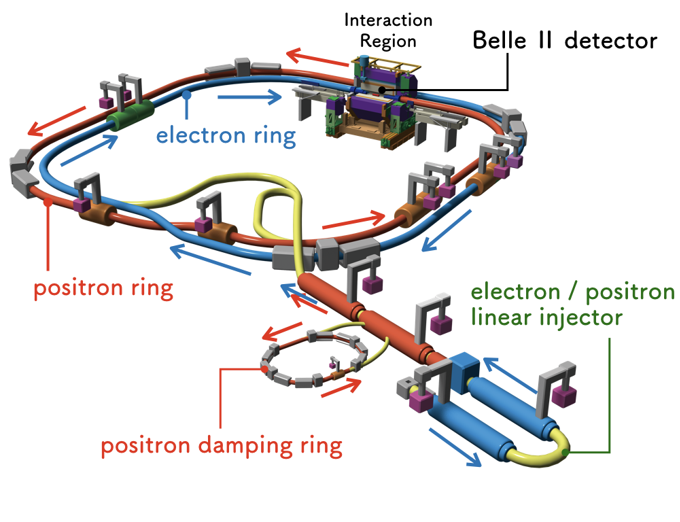 Interaction
Region
Belle II detector
electron ring
positron ring
electron / positron
linear injector
positron damping ring